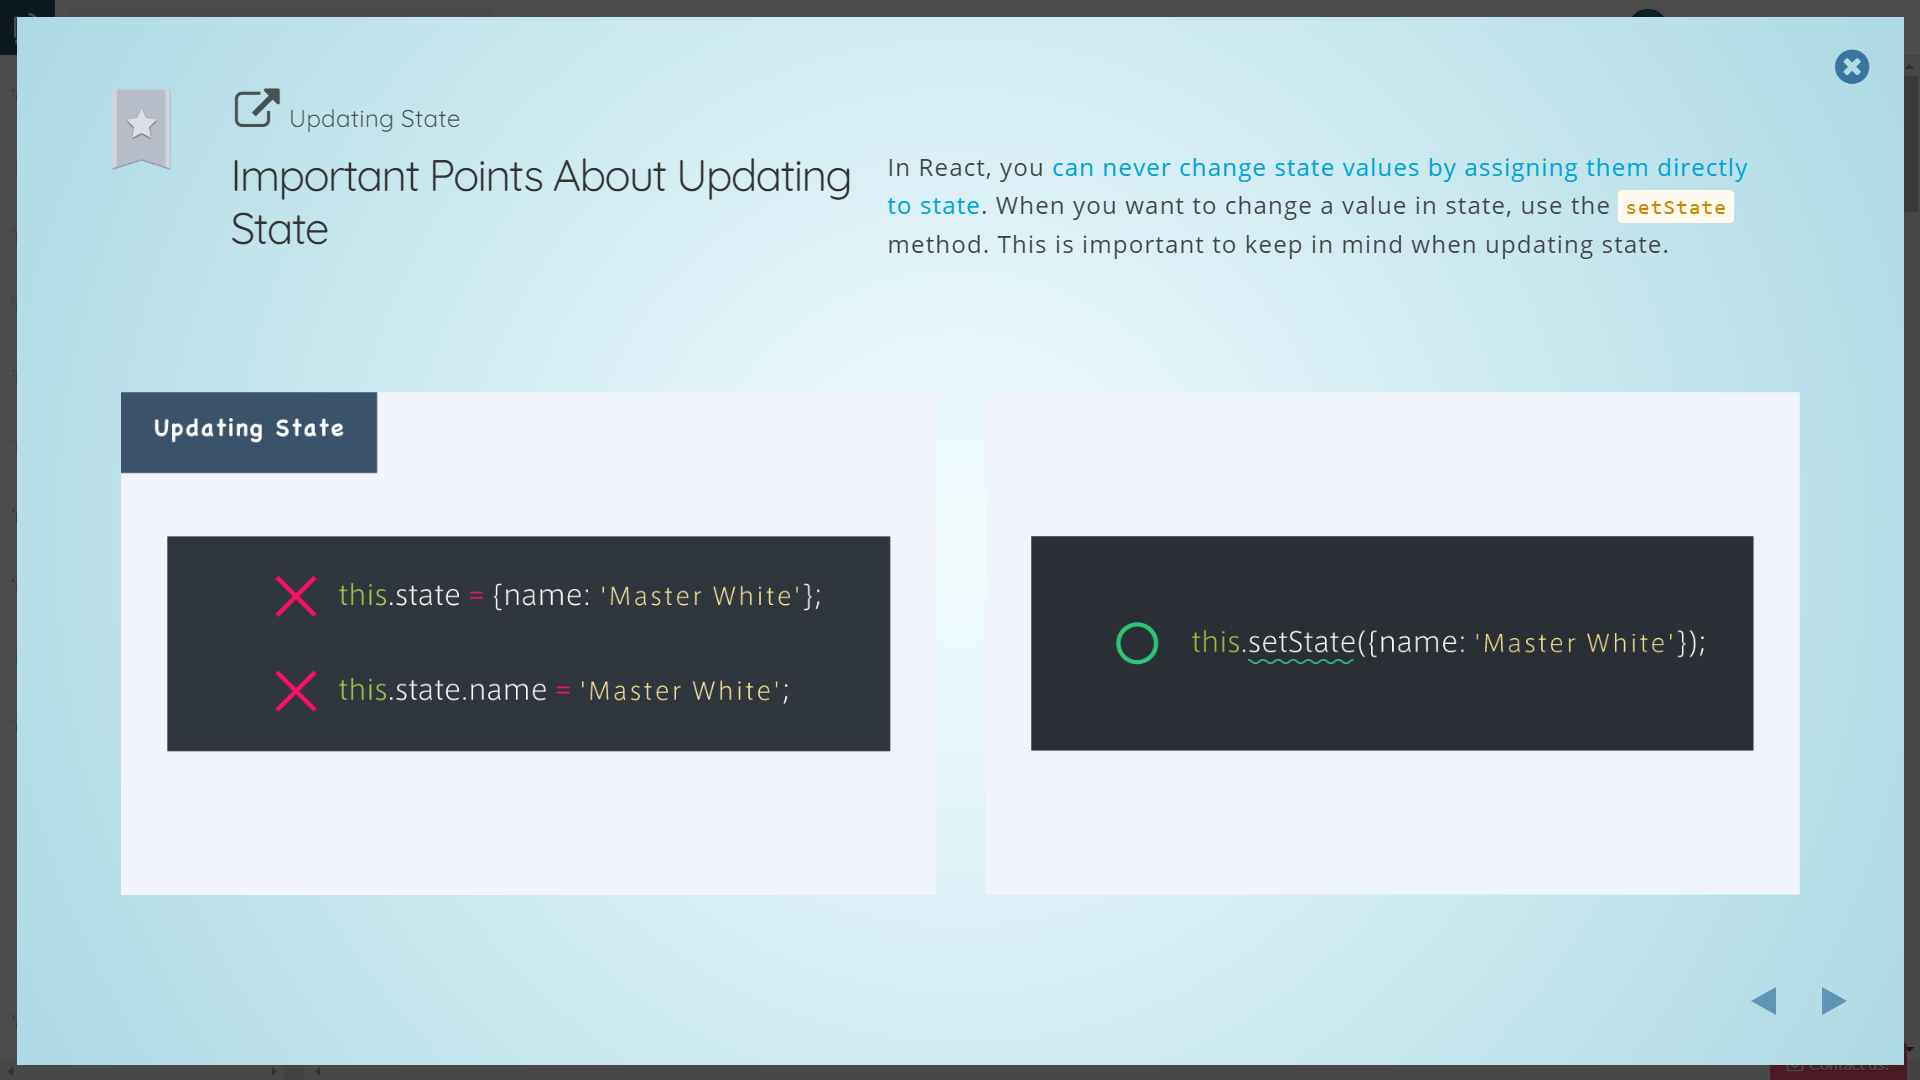 Updating State
Important Points About Updating
State
In React, you can never change state values by assigning them directly
to state. When you want to change a value in state, use the setState
method. This is important to keep in mind when updating state.
Updating State
this.state = {name: 'Master White'};
this.state.name = 'Master White';
this.setState({name: 'Master White'});
Contact us!